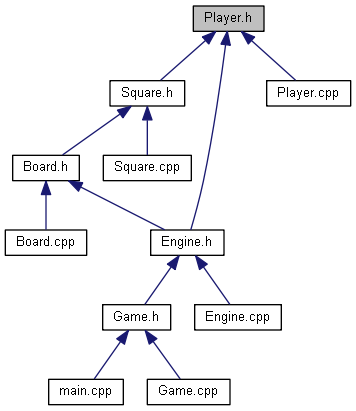 Player.h
Square.h
Player.cpp
Board.h
Square.cpp
Board.cpp
Engine.h
Game.h
Engine.cpp
main.cpp
Game.cpp